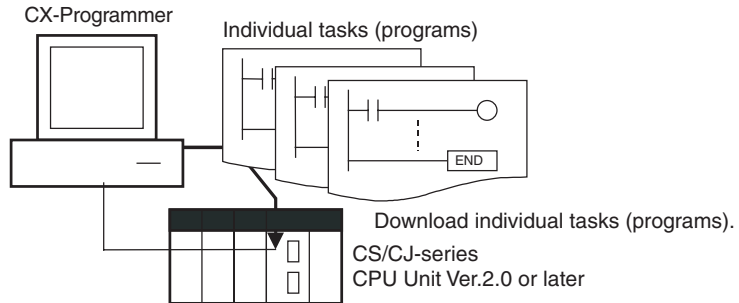 CX-Programmer
Individual tasks (programs)
END
Download individual tasks (programs).
CS/CJ-series
CPU Unit Ver.2.0 or later